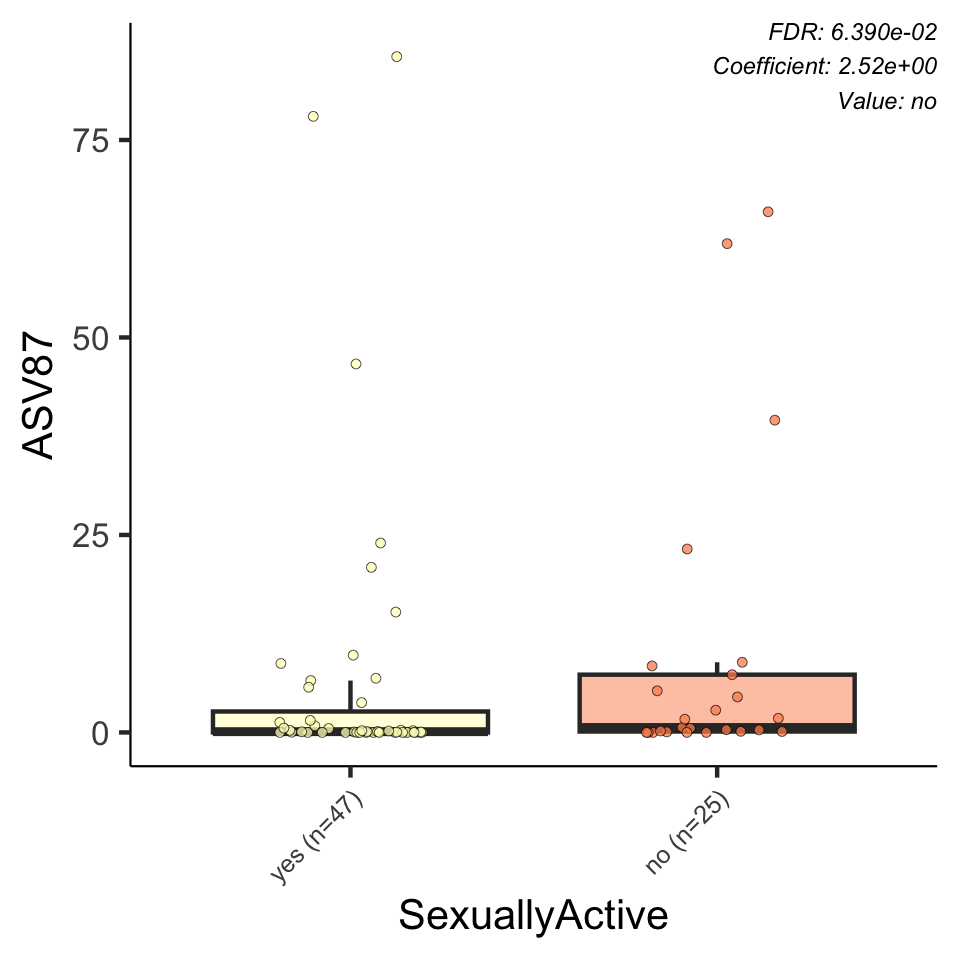 FDR: 6.390e-02
Coefficient: 2.52e+00
Value: no
75
50
25
0
ASV87
yes (n=47)
no (n=25)
SexuallyActive